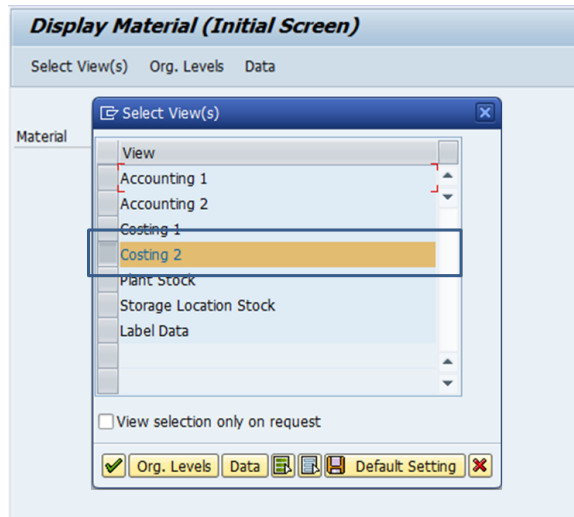 Display Material (Initial Screen)
Select View(s) Org. Levels Data
Select View(s)
Material
View
Accounting 1
Accounting 2
Costing 1
Costing 2
Plant Stock
Storage Location Stock
Label Data
View selection only on request
Org. Levels Data Default Setting